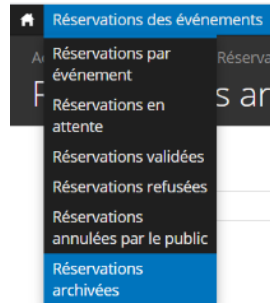 Réservations des événements
Réservations par
événement
Réservations en
attente
Réservations validées
Réservations refusées
Réservations
annulées par le public
Réservations
archivées